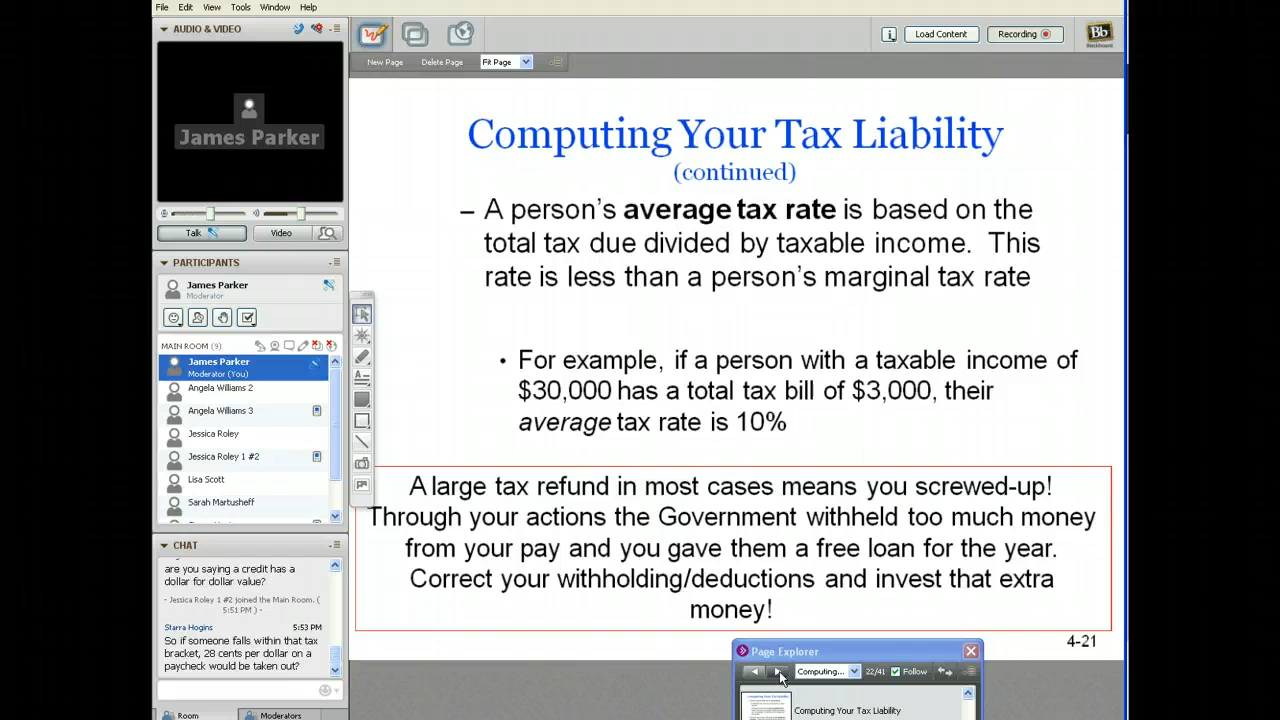 File Edit View Tools Window Help
AUDIO & VIDEO
James Parker
Talk
Video
PARTICIPANTS
James Parker
Moderator
MAIN ROOM (9)
James Parker
Moderator (You)
Angela Williams 2
Angela Williams 3
Jessica Roley
Jessica Roley 1 #2
Lisa Scott
Sarah Martusheff
CHAT
are you saying a credit has a
dollar for dollar value?
- Jessica Roley 1 #2 joined the Main Room. (
5:51 PM ) -
Starra Hogins 5:53 PM
So if someone falls within that tax
bracket, 28 cents per dollar on a
paycheck would be taken out?
Room Moderators
Load Content
Recording
Bb
Blackboard
New Page Delete Page Fit Page
Computing Your Tax Liability
(continued)
– A person's average tax rate is based on the
total tax due divided by taxable income. This
rate is less than a person's marginal tax rate
• For example, if a person with a taxable income of
$30,000 has a total tax bill of $3,000, their
average tax rate is 10%
A large tax refund in most cases means you screwed-up!
Through your actions the Government withheld too much money
from your pay and you gave them a free loan for the year.
Correct your withholding/deductions and invest that extra
money!
4-21
Page Explorer
Computing... 22/41 Follow
Computing Your Tax Liability